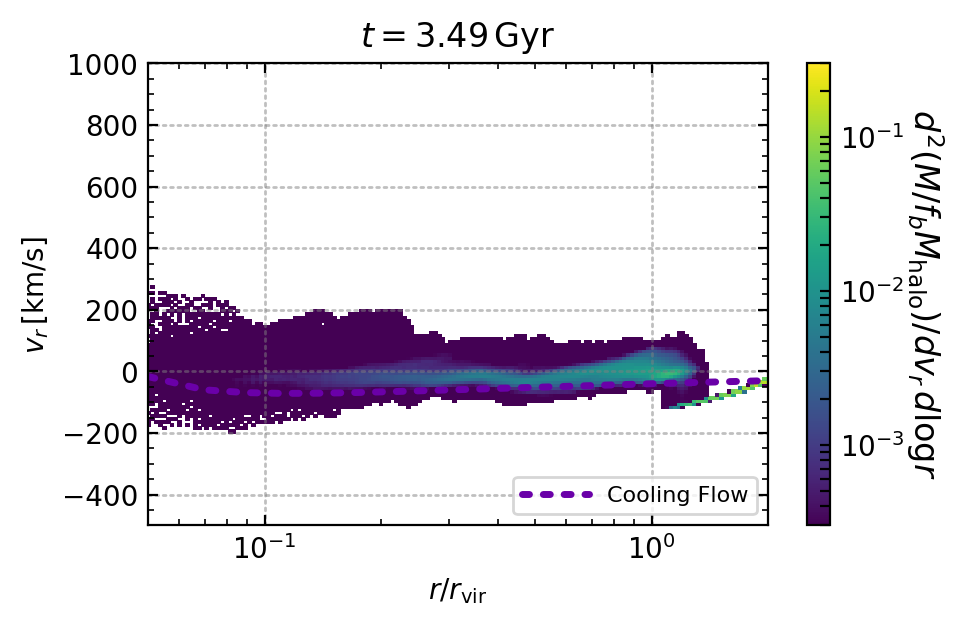 t = 3.49 Gyr
1000
800
600
400
200
0
−200
−400
v_r [km/s]
10^{-1}
10^0
r/r_vir
Cooling Flow
10^{-1}
10^{-2}
10^{-3}
d^2(M/f_b M_halo)/dv_r dlogr